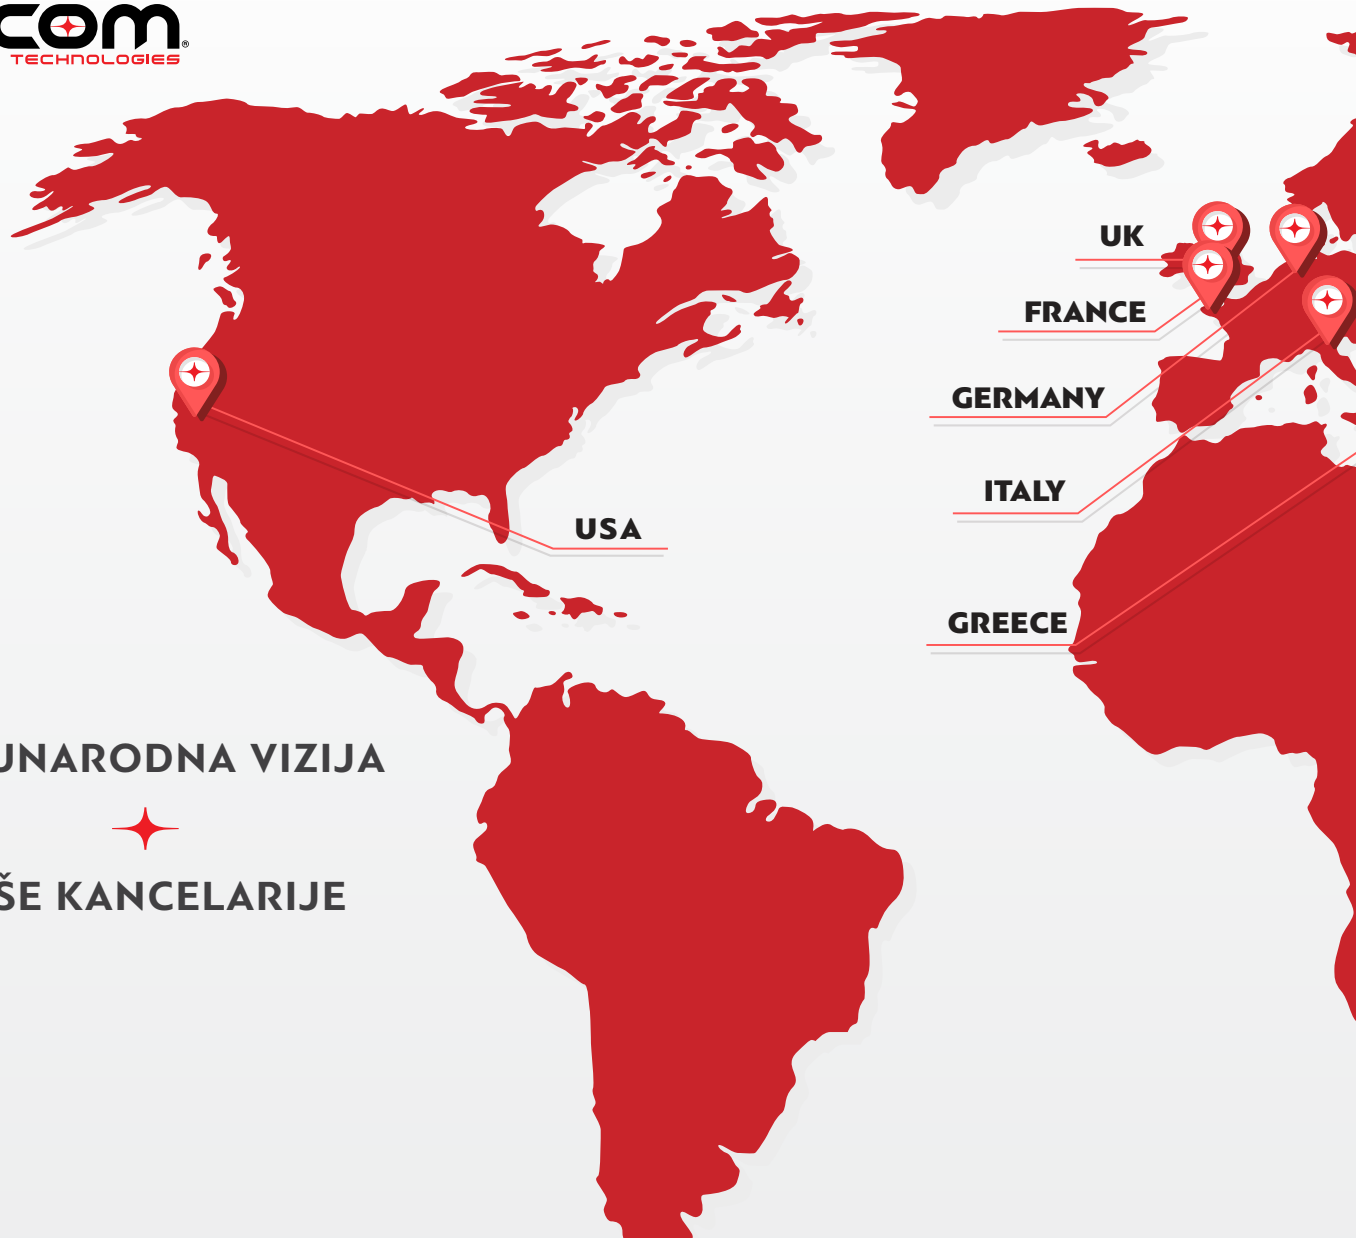 COM
TECHNOLOGIES
UK
FRANCE
GERMANY
ITALY
USA
GREECE
UNARODNA VIZIJA
ŠE KANCELARIJE